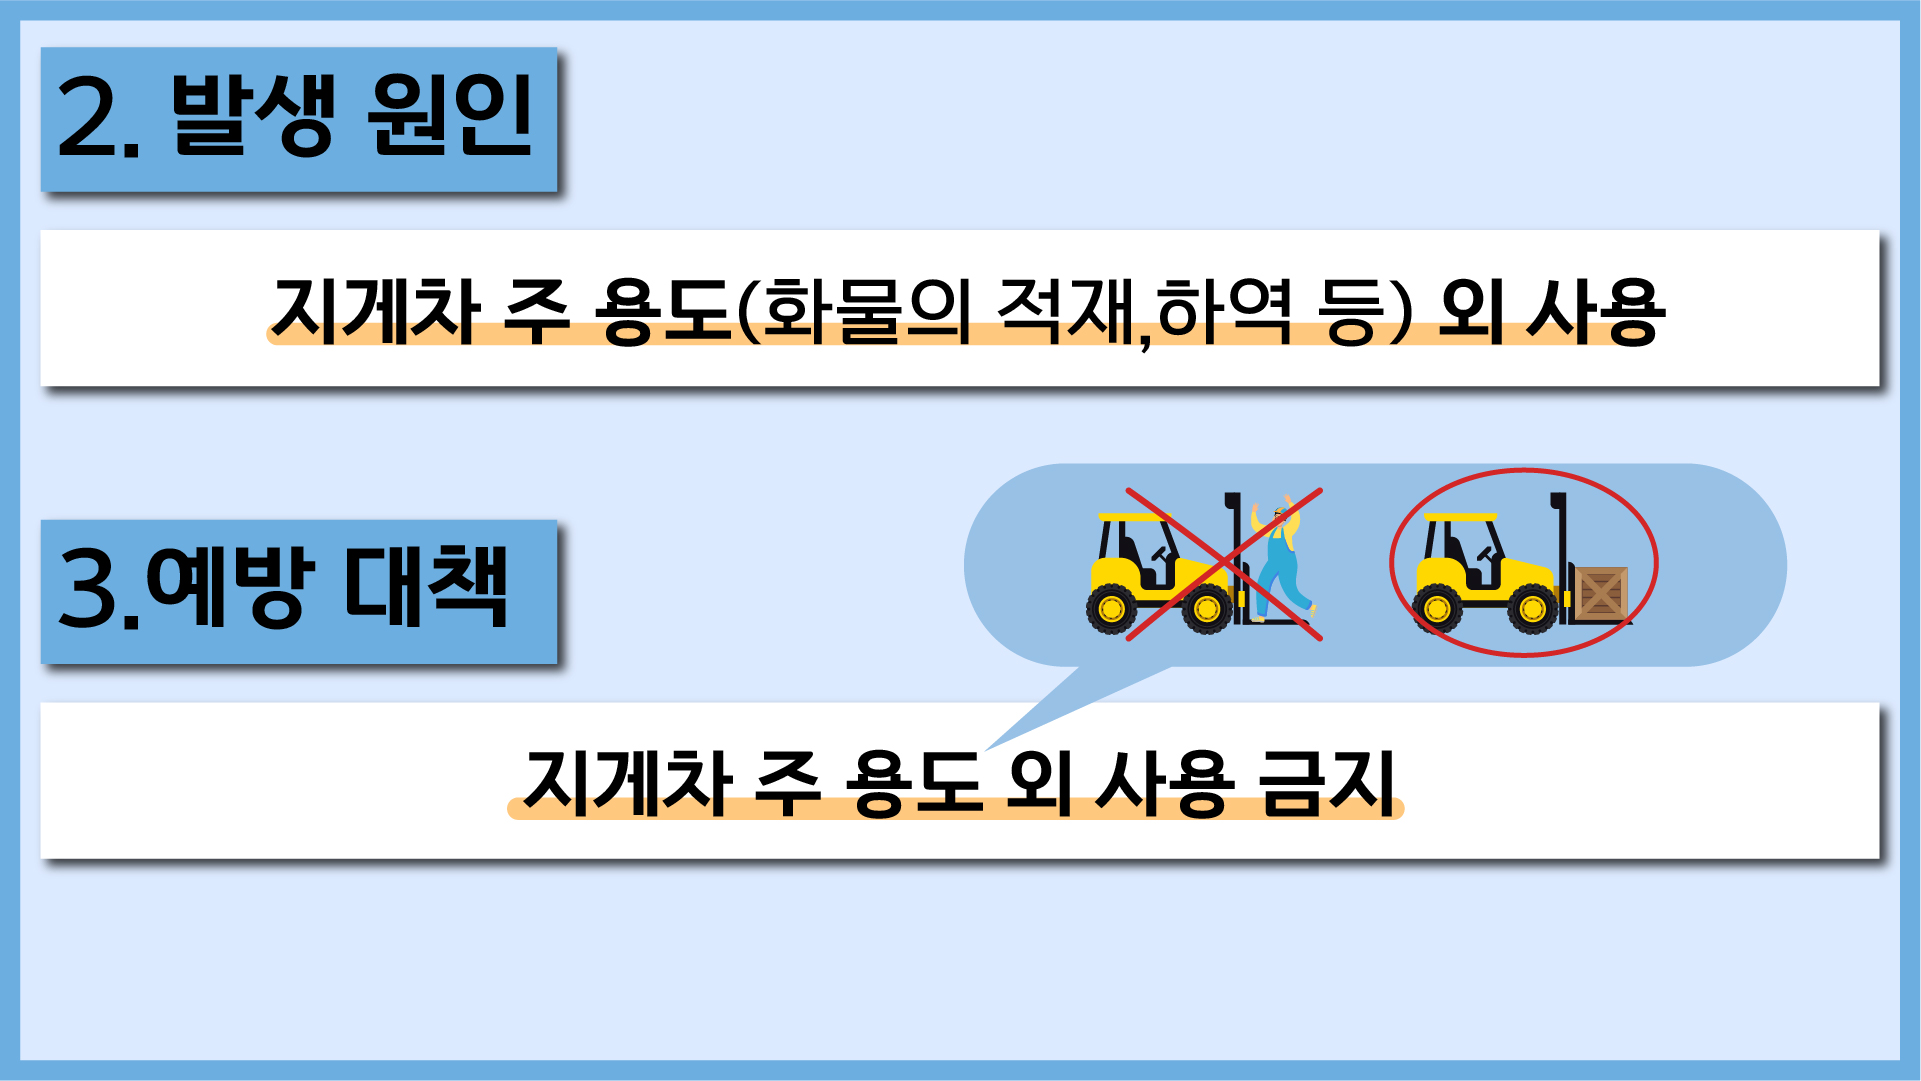 2. 발생 원인
지게차 주 용도(화물의 적재,하역 등) 외 사용
3.예방 대책
지게차 주 용도 외 사용 금지